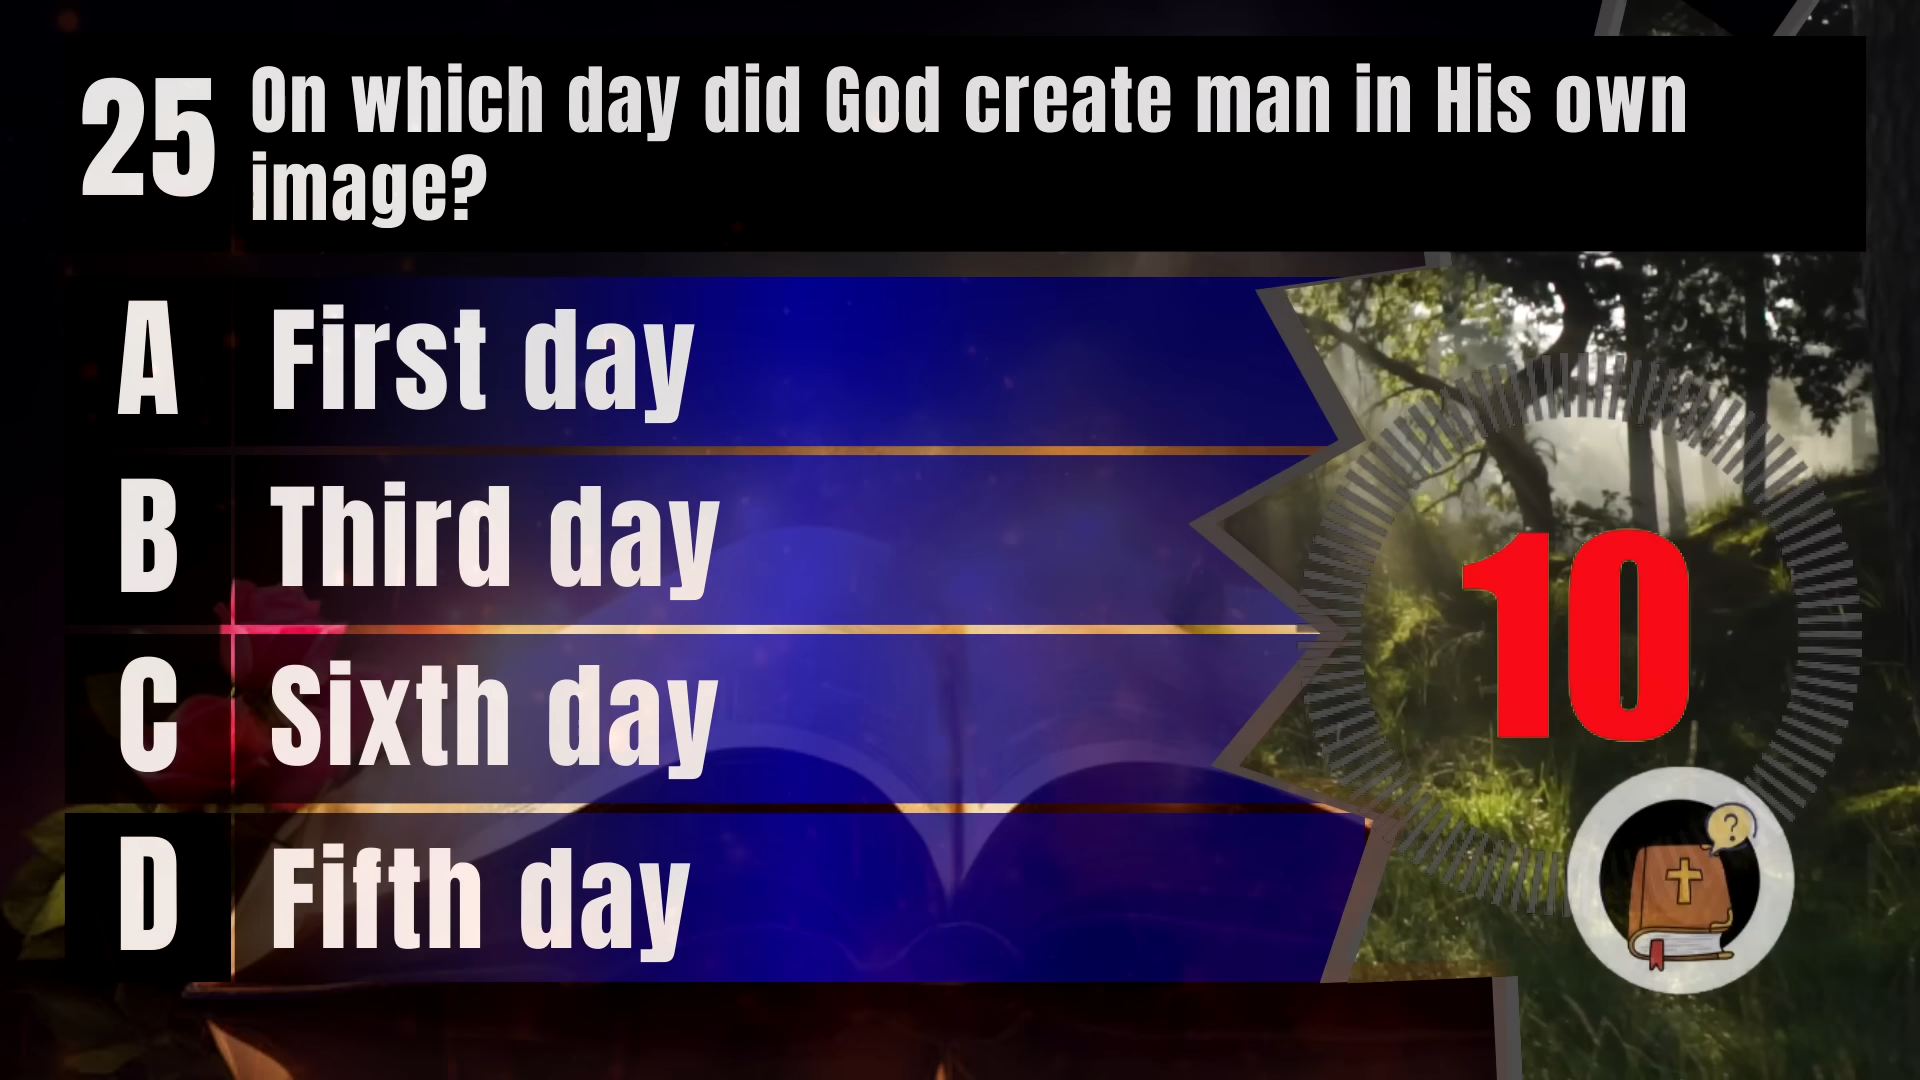 25
On which day did God create man in His own
image?
A
First day
B
Third day
C
Sixth day
D
Fifth day
10
?